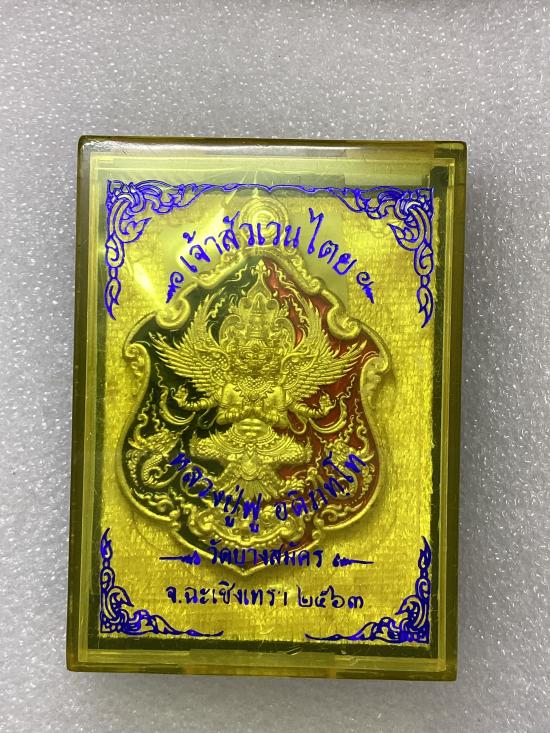 เจ้าสัวเวนไตย
หลวงปู่ฟู อติภทฺโท
วัดบางสมัคร
จ.ฉะเชิงเทรา ๒๕๖๓